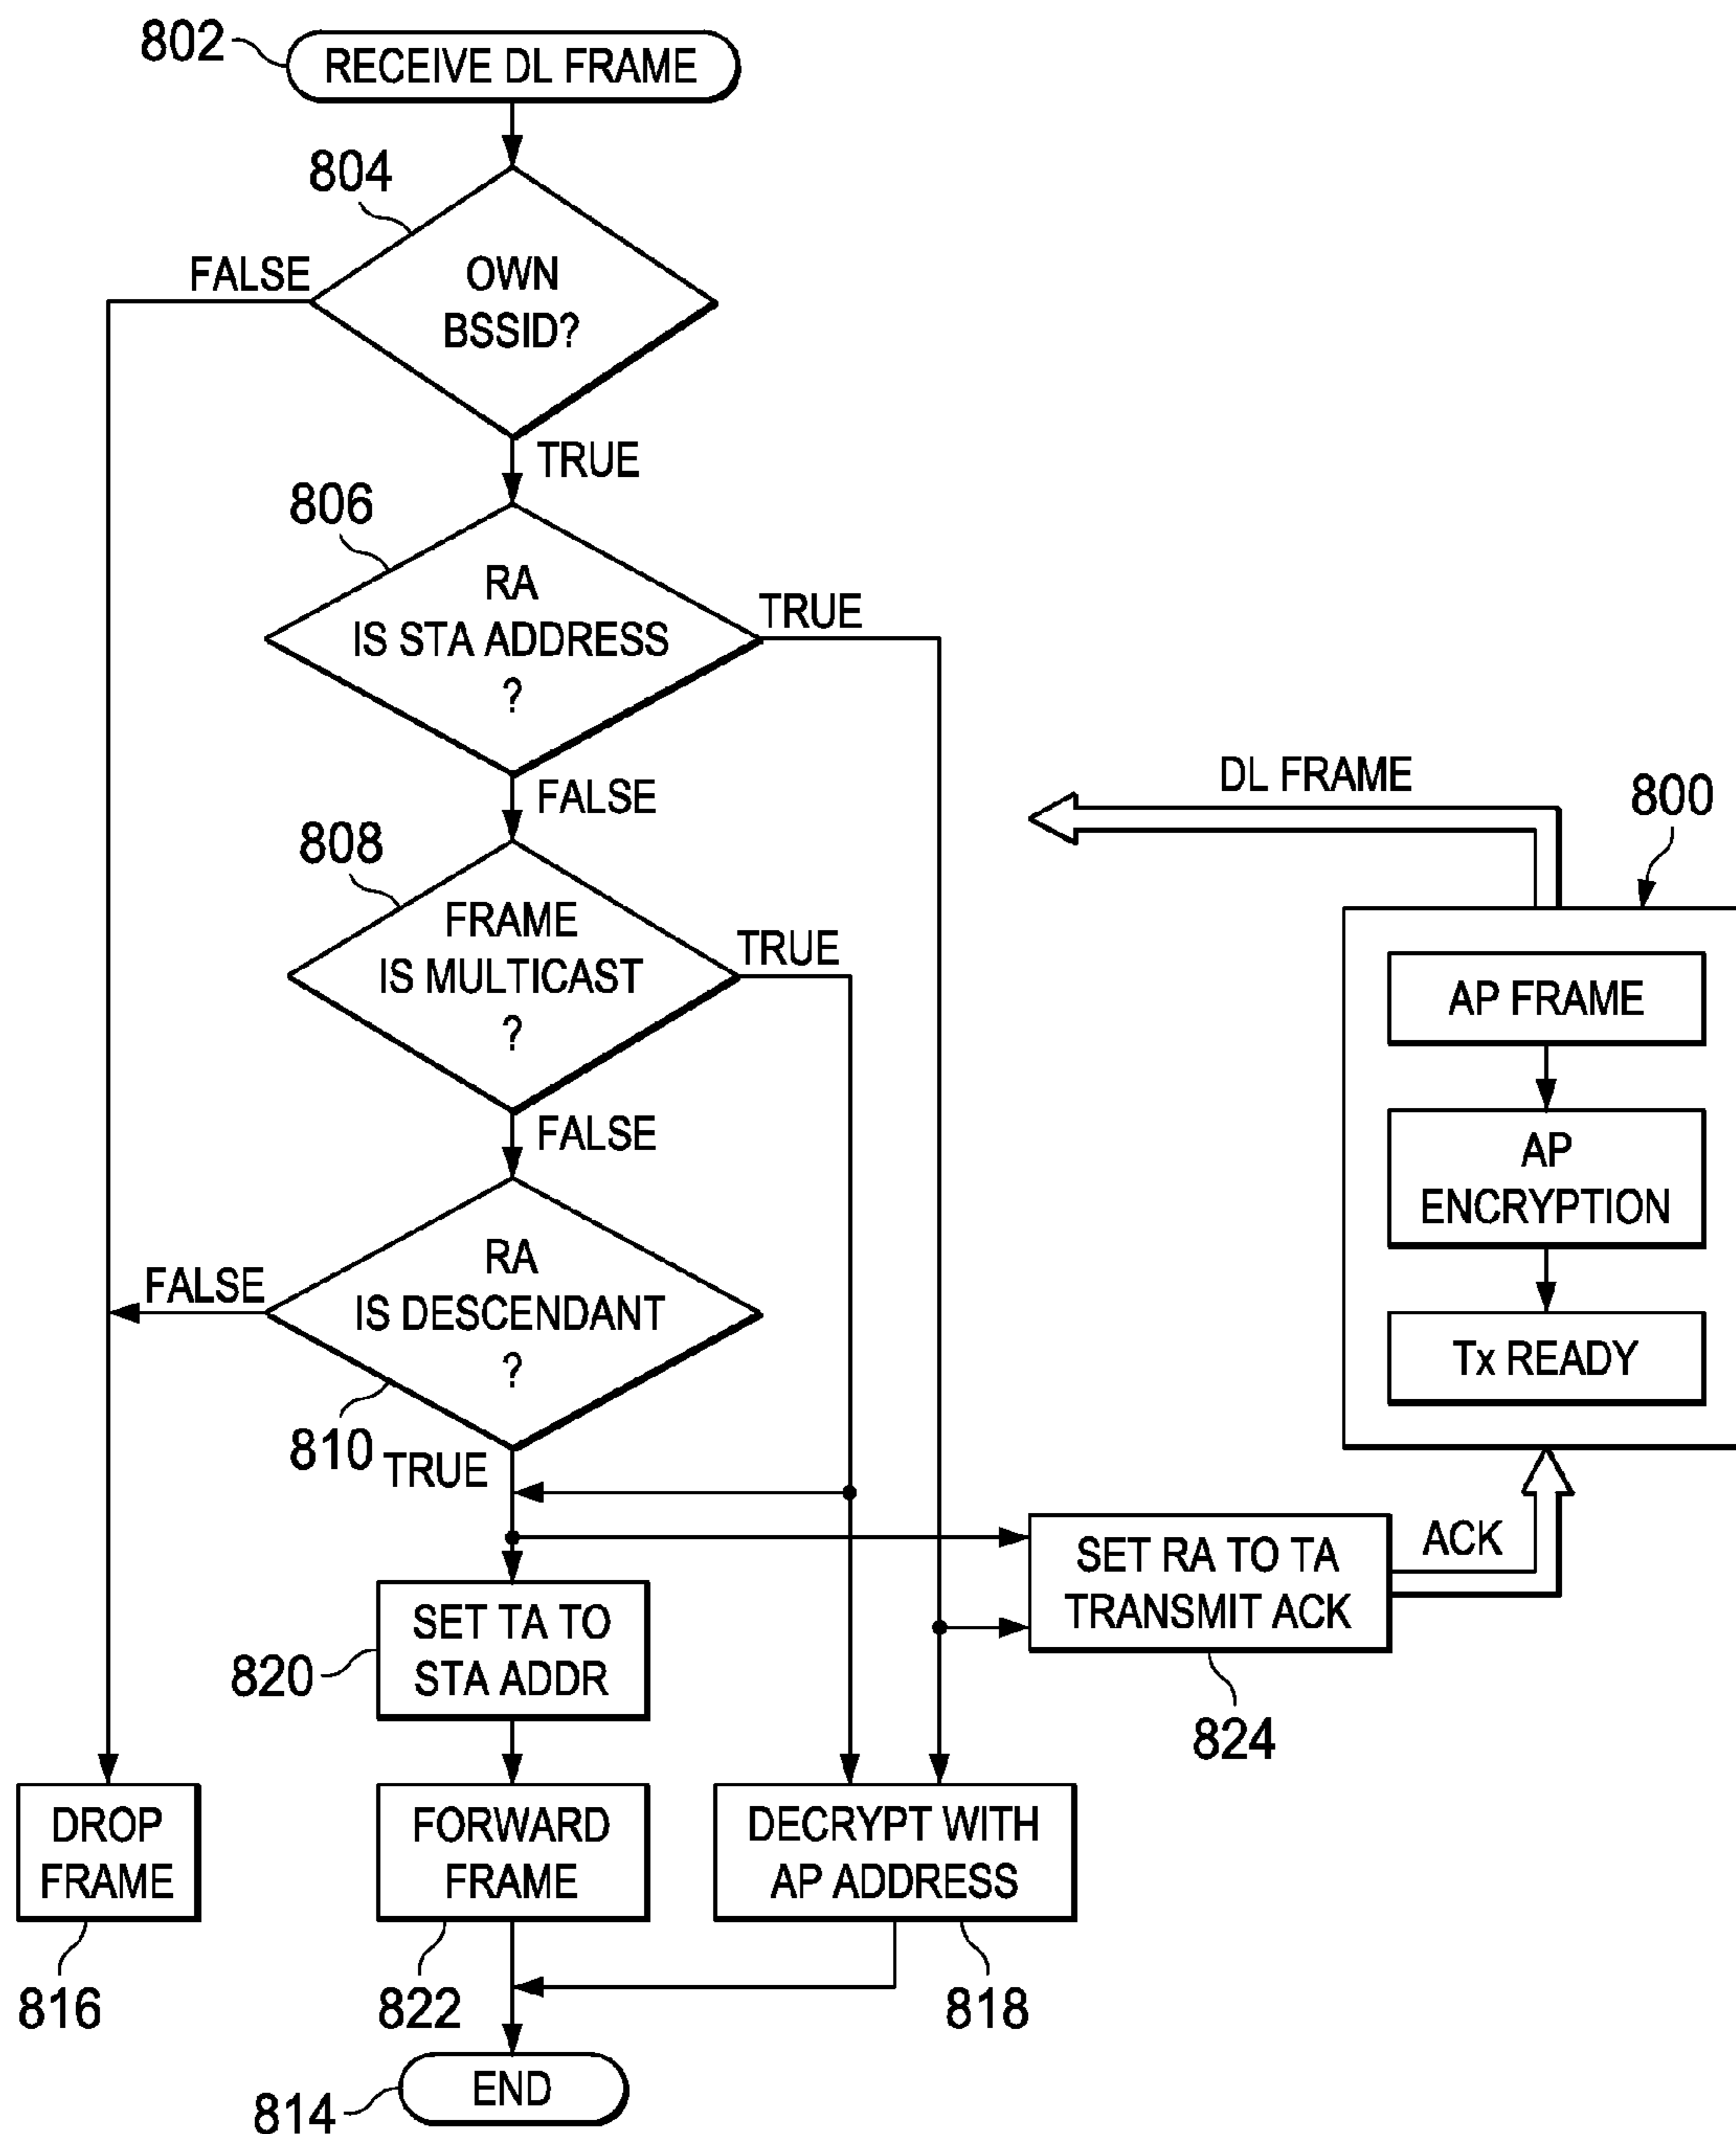 802
RECEIVE DL FRAME
804
FALSE
OWN
BSSID?
TRUE
806
RA
IS STA ADDRESS
?
TRUE
FALSE
DL FRAME
800
808
FRAME
IS MULTICAST
?
TRUE
FALSE
AP FRAME
AP
ENCRYPTION
Tx READY
FALSE
RA
IS DESCENDANT
?
810
TRUE
SET RA TO TA
TRANSMIT ACK
ACK
824
SET TA TO
STA ADDR
820
DROP
FRAME
816
FORWARD
FRAME
822
DECRYPT WITH
AP ADDRESS
818
END
814